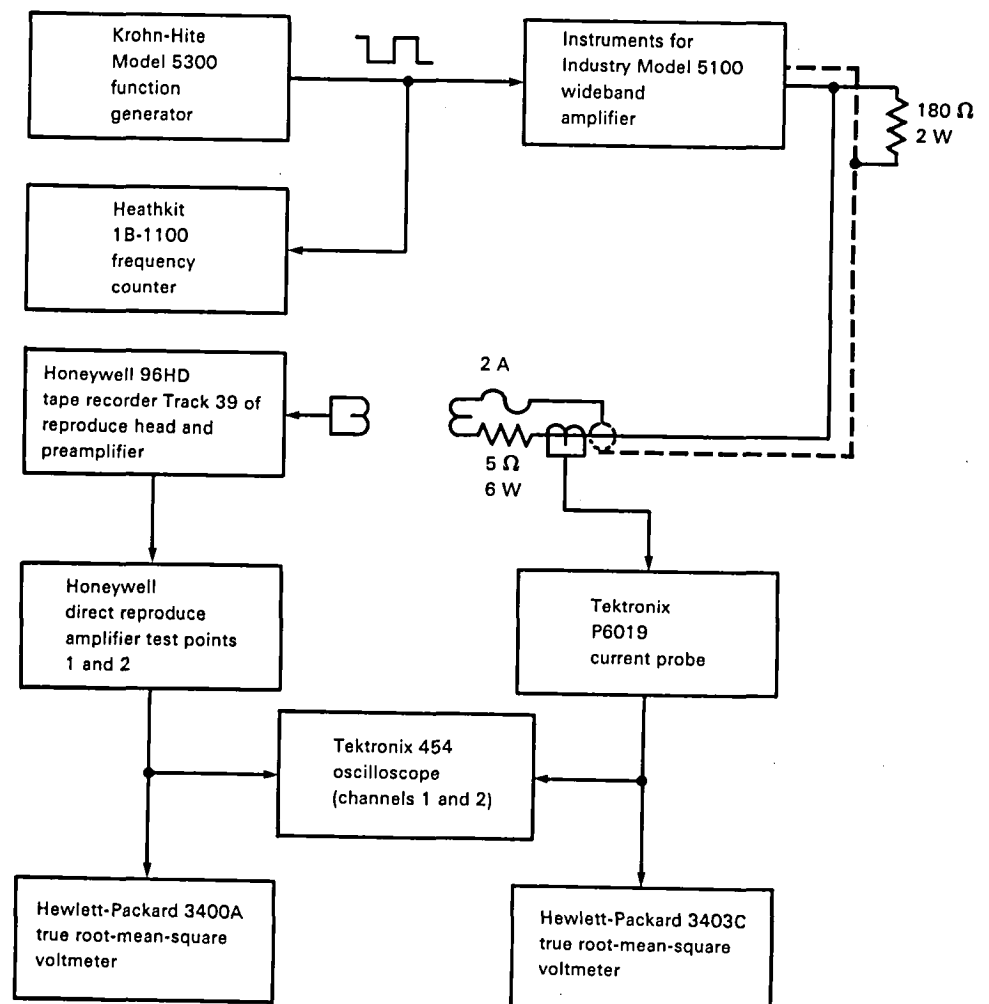 Krohn-Hite
Model 5300
function
generator
Instruments for
Industry Model 5100
wideband
amplifier
180 Ω
2 W
Heathkit
1B-1100
frequency
counter
Honeywell 96HD
tape recorder Track 39 of
reproduce head and
preamplifier
2 A
5 Ω
6 W
Honeywell
direct reproduce
amplifier test points
1 and 2
Tektronix
P6019
current probe
Tektronix 454
oscilloscope
(channels 1 and 2)
Hewlett-Packard 3400A
true root-mean-square
voltmeter
Hewlett-Packard 3403C
true root-mean-square
voltmeter